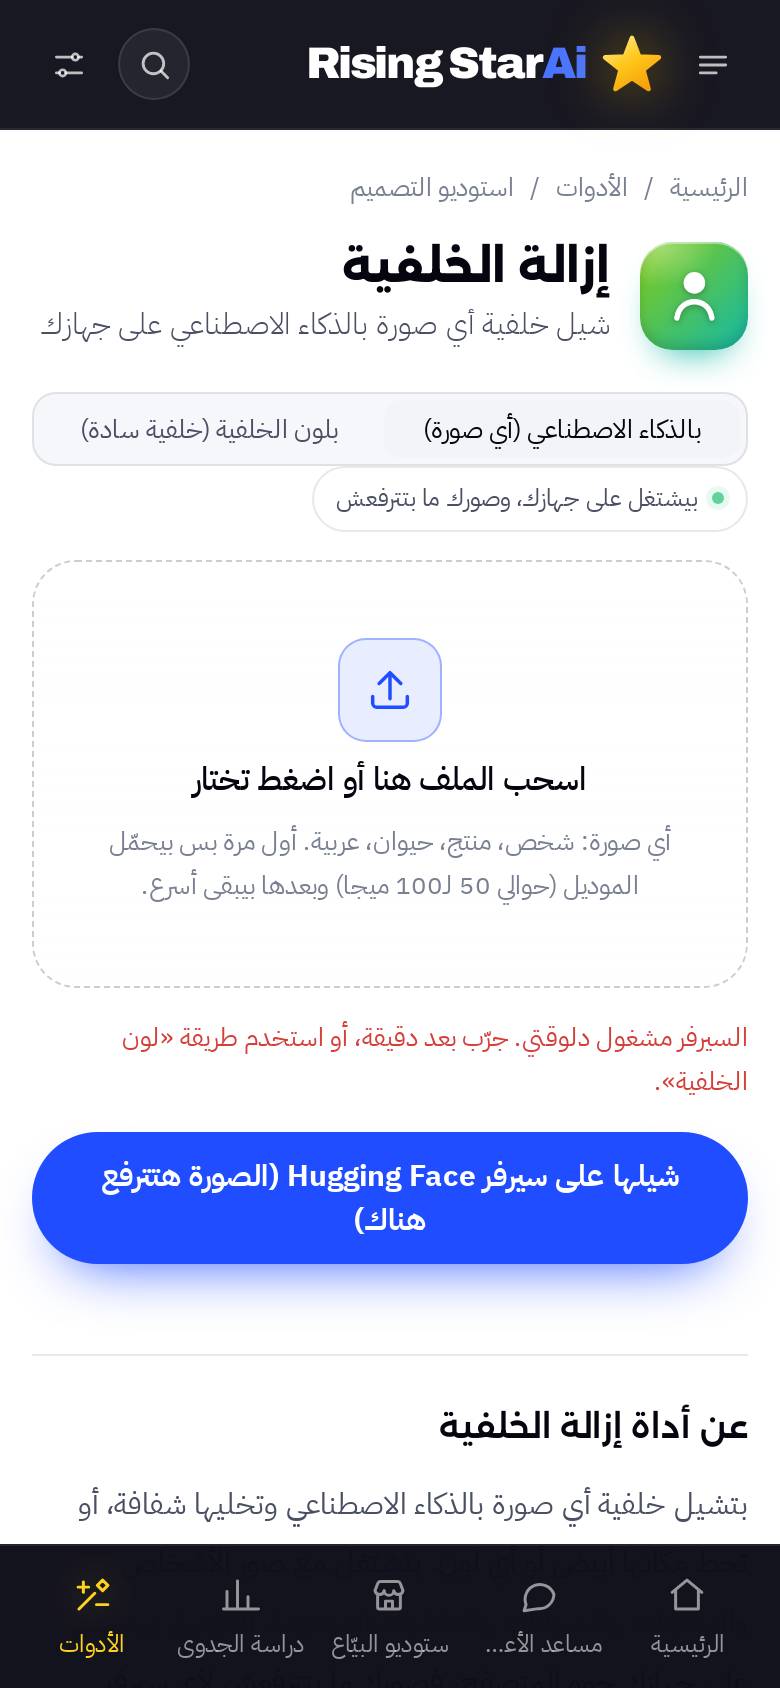 Rising StarAi
الرئيسية / الأدوات / استوديو التصميم
إزالة الخلفية
شيل خلفية أي صورة بالذكاء الاصطناعي على جهازك
بالذكاء الاصطناعي (أي صورة)
بلون الخلفية (خلفية سادة)
بيشتغل على جهازك، وصورك ما بتترفعش
اسحب الملف هنا أو اضغط تختار
أي صورة: شخص، منتج، حيوان، عربية. أول مرة بس بيحمّل
الموديل (حوالي 50 لـ100 ميجا) وبعدها بيبقى أسرع.
السيرفر مشغول دلوقتي. جرّب بعد دقيقة، أو استخدم طريقة «لون
الخلفية».
شيلها على سيرفر Hugging Face (الصورة هتترفع
هناك)
عن أداة إزالة الخلفية
بتشيل خلفية أي صورة بالذكاء الاصطناعي وتخليها شفافة، أو
الرئيسية
مساعد الأع...
ستوديو البيّاع
دراسة الجدوى
الأدوات